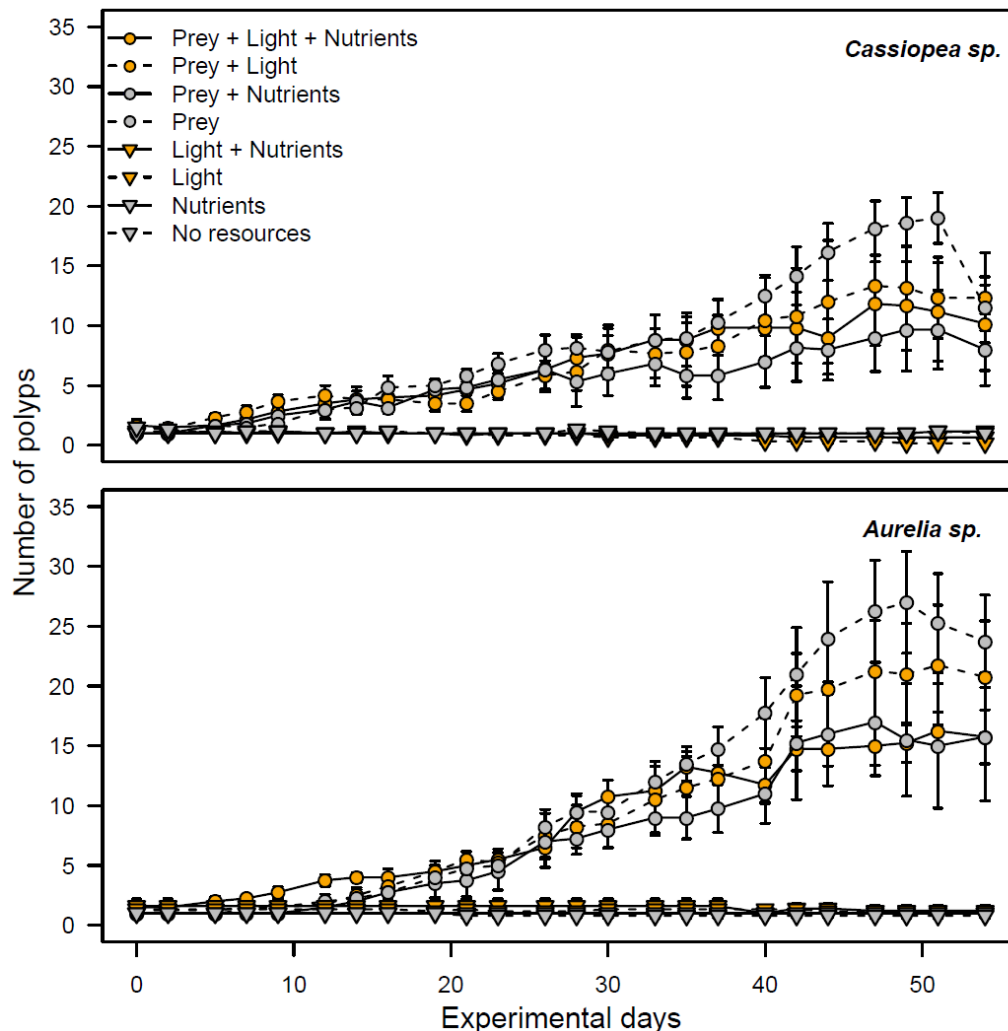 35
30
25
20
15
10
5
0
Prey + Light + Nutrients
Prey + Light
Prey + Nutrients
Prey
Light + Nutrients
Light
Nutrients
No resources
Cassiopea sp.
Number of polyps
35
30
25
20
15
10
5
0
Aurelia sp.
0 10 20 30 40 50
Experimental days